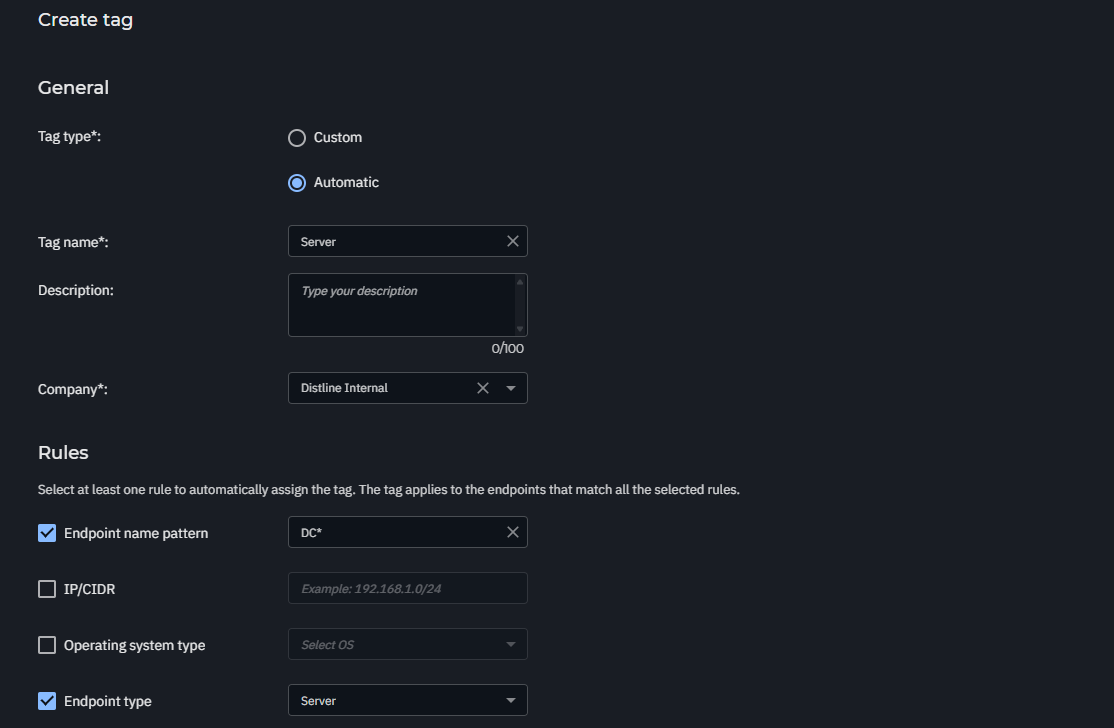 Create tag
General
Tag type*:
Custom
Automatic
Tag name*:
Server
Description:
Type your description
0/100
Company*:
Distline Internal
Rules
Select at least one rule to automatically assign the tag. The tag applies to the endpoints that match all the selected rules.
Endpoint name pattern
DC*
IP/CIDR
Example: 192.168.1.0/24
Operating system type
Select OS
Endpoint type
Server